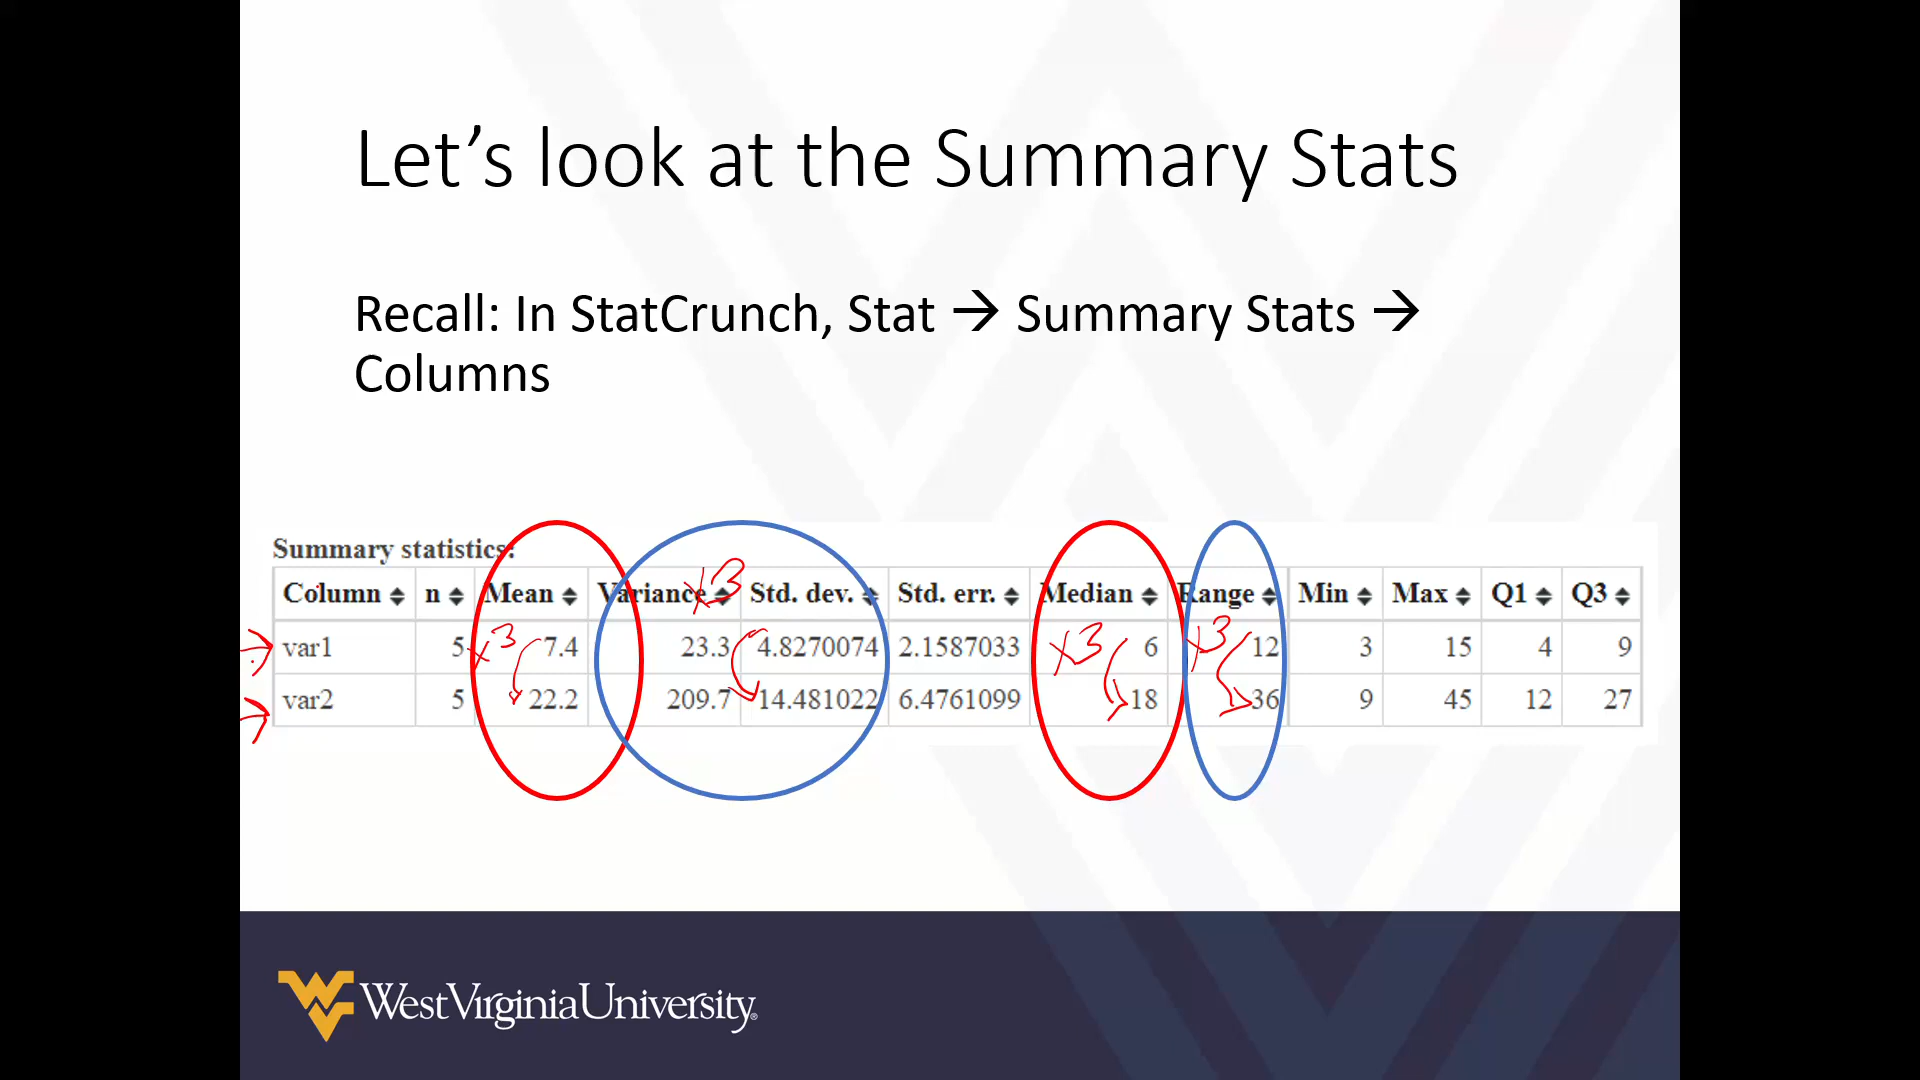 Let’s look at the Summary Stats
Recall: In StatCrunch, Stat → Summary Stats →
Columns
Summary statistics:
Column n Mean Variance Std. dev. Std. err. Median Range Min Max Q1 Q3
x3
var1 5 7.4 23.3 4.8270074 2.1587033 6 12 3 15 4 9
x3 x3 x3
var2 5 22.2 209.7 14.481022 6.4761099 18 36 9 45 12 27
WestVirginiaUniversity®